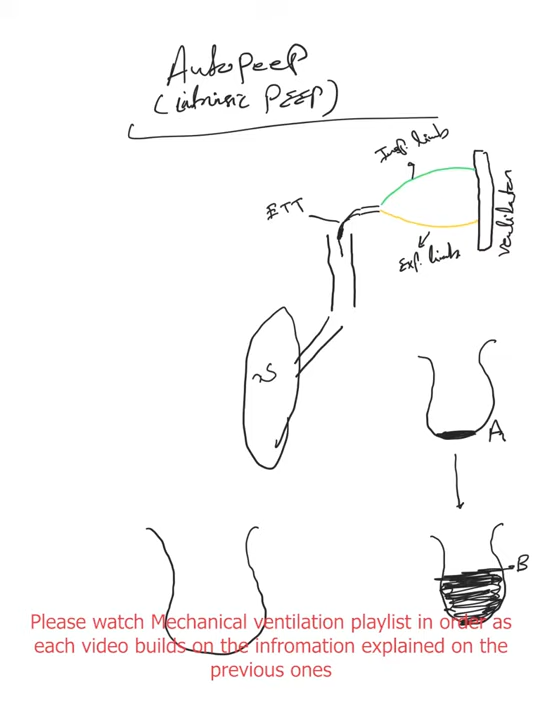 AutoPEEP
(intrinsic PEEP)
Insp. limb
ETT
ventilator
Exp. limb
A
B
Please watch Mechanical ventilation playlist in order as
each video builds on the infromation explained on the
previous ones